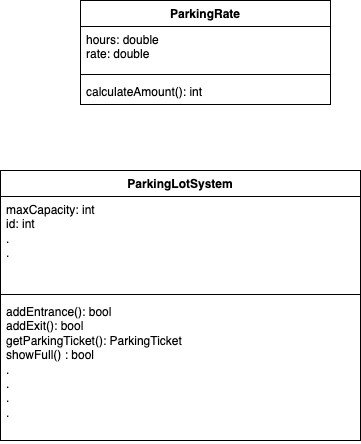 ParkingRate
hours: double
rate: double
calculateAmount(): int
ParkingLotSystem
maxCapacity: int
id: int
.
.
addEntrance(): bool
addExit(): bool
getParkingTicket(): ParkingTicket
showFull() : bool
.
.
.
.